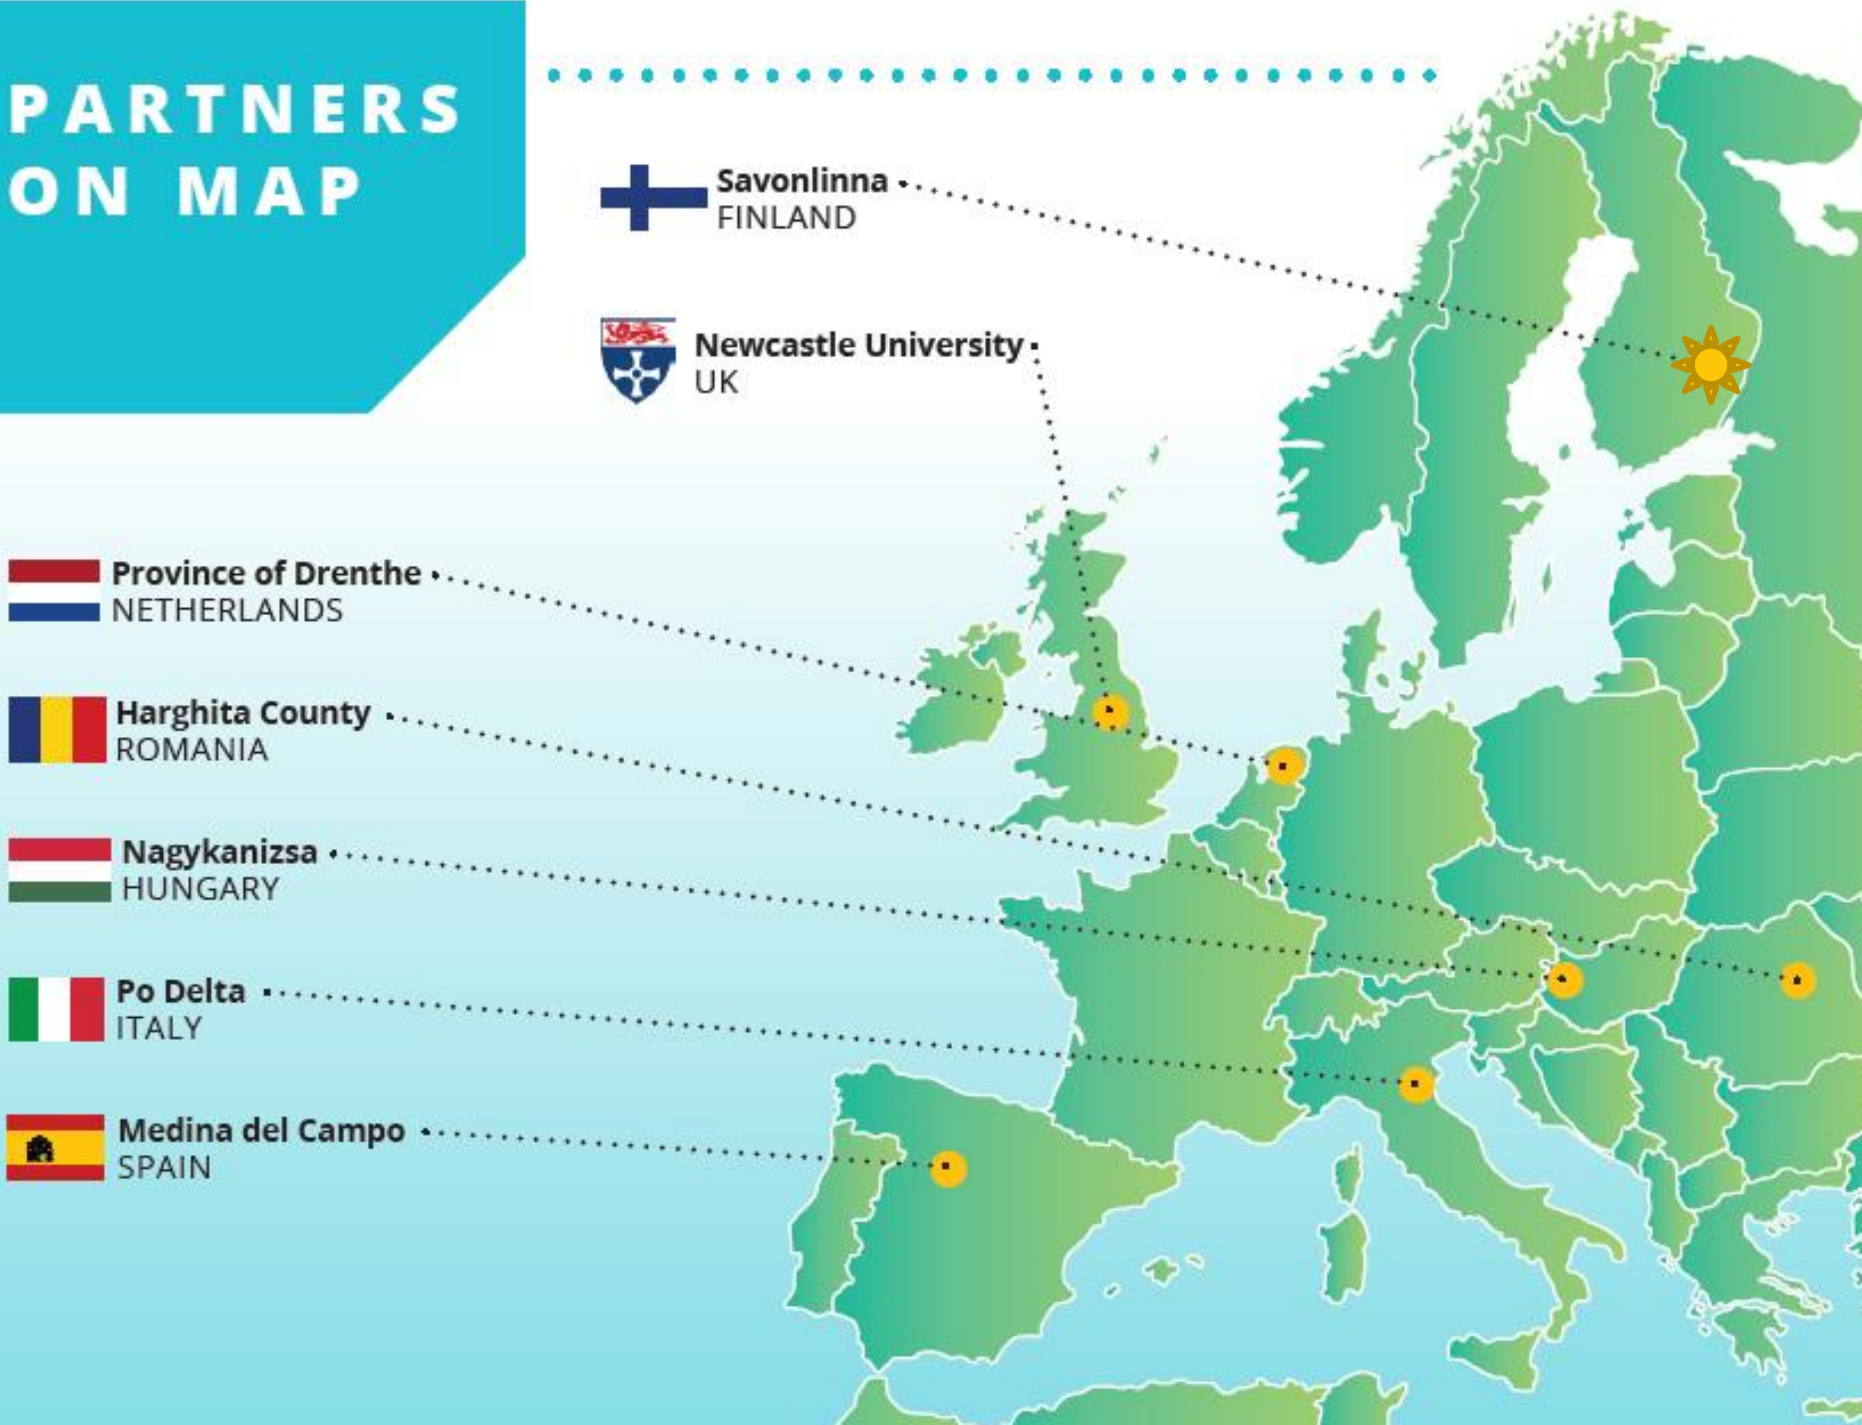 PARTNERS
ON MAP
Savonlinna
FINLAND
Newcastle University
UK
Province of Drenthe
NETHERLANDS
Harghita County
ROMANIA
Nagykanizsa
HUNGARY
Po Delta
ITALY
Medina del Campo
SPAIN